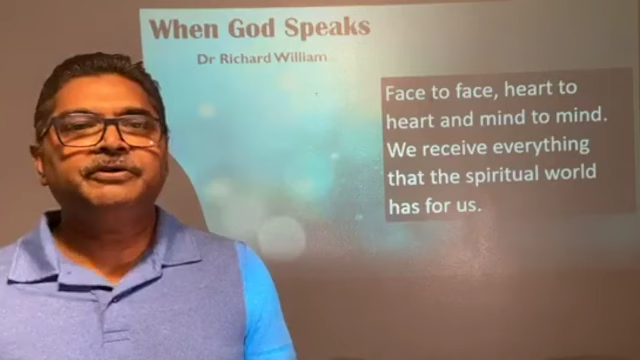 When God Speaks
Dr Richard William
Face to face, heart to
heart and mind to mind.
We receive everything
that the spiritual world
has for us.